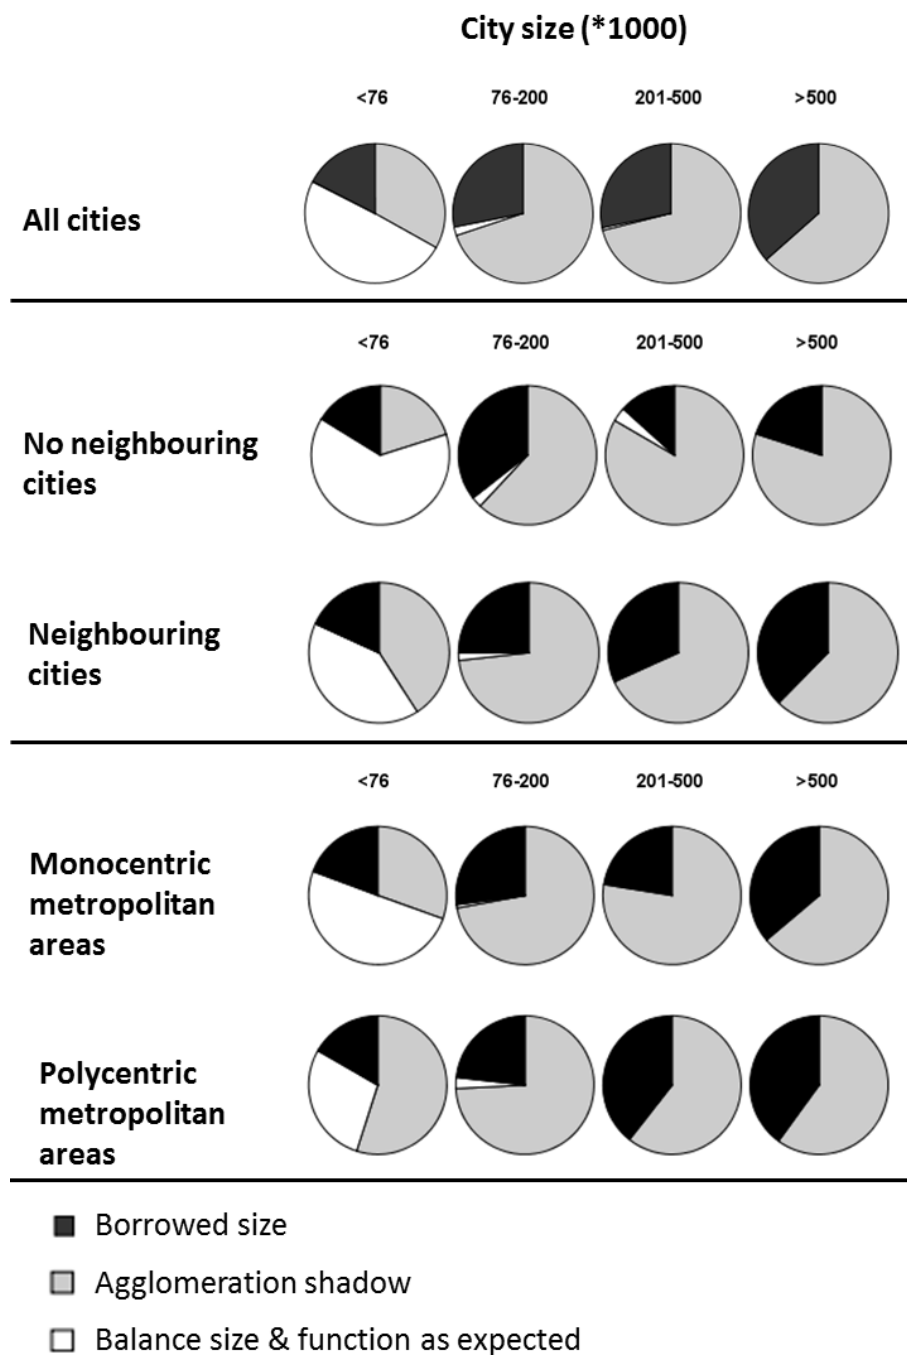 City size (*1000)
<76 76-200 201-500 >500
All cities
<76 76-200 201-500 >500
No neighbouring
cities
Neighbouring
cities
<76 76-200 201-500 >500
Monocentric
metropolitan
areas
Polycentric
metropolitan
areas
Borrowed size
Agglomeration shadow
Balance size & function as expected